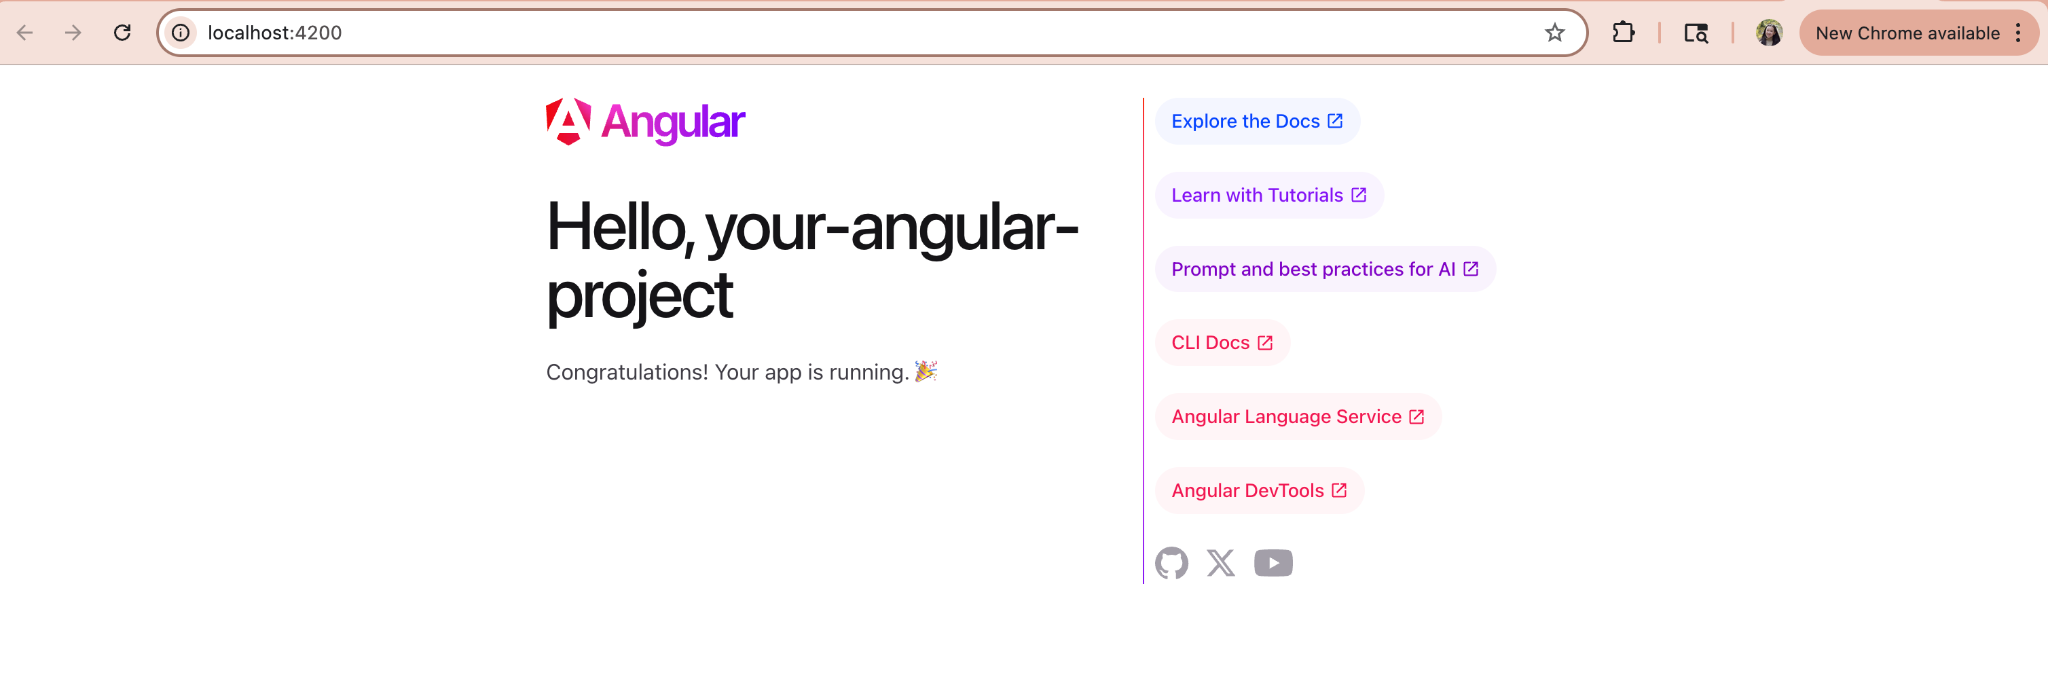 localhost:4200
New Chrome available
Angular
Hello, your-angular-
project
Congratulations! Your app is running. 🎉
Explore the Docs
Learn with Tutorials
Prompt and best practices for AI
CLI Docs
Angular Language Service
Angular DevTools